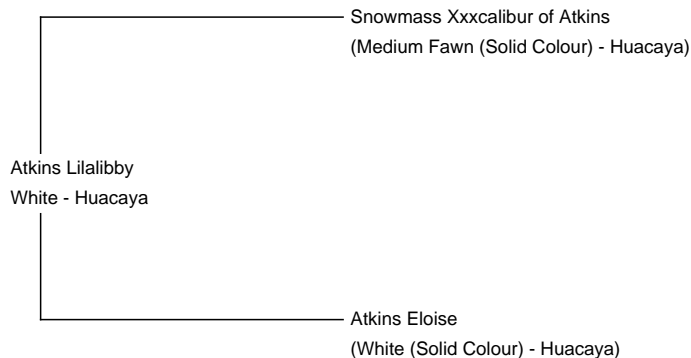 Snowmass Xxxcalibur of Atkins
(Medium Fawn (Solid Colour) - Huacaya)
Atkins Lilalibby
White - Huacaya
Atkins Eloise
(White (Solid Colour) - Huacaya)